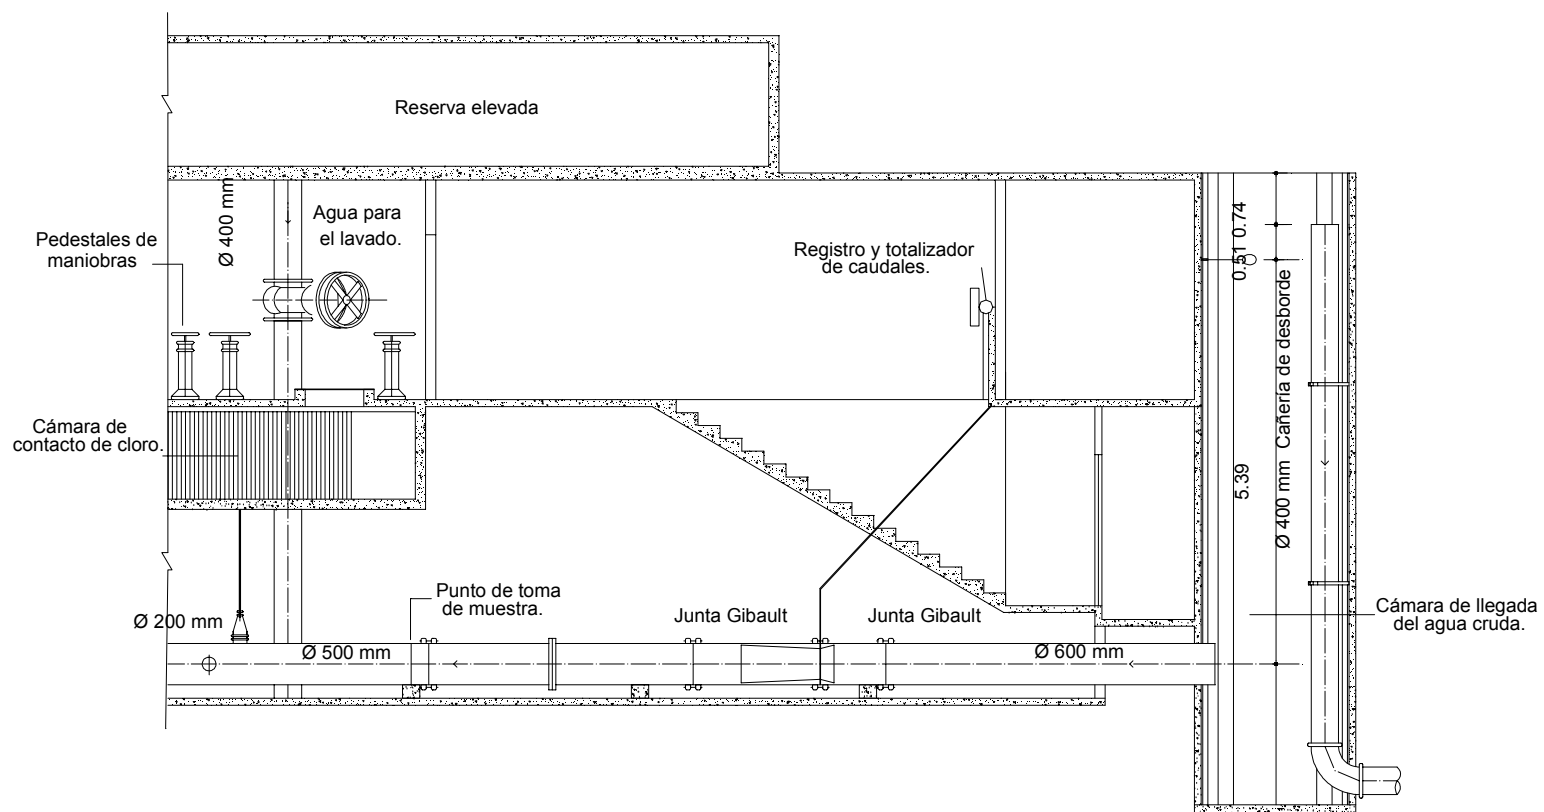 Reserva elevada
Ø 400 mm
Agua para
el lavado.
Pedestales de
maniobras
Registro y totalizador
de caudales.
0.74
0.51
Ø 400 mm Cañería de desborde
5.39
Cámara de
contacto de cloro.
Punto de toma
de muestra.
Junta Gibault
Junta Gibault
Cámara de llegada
del agua cruda.
Ø 200 mm
Ø 500 mm
Ø 600 mm